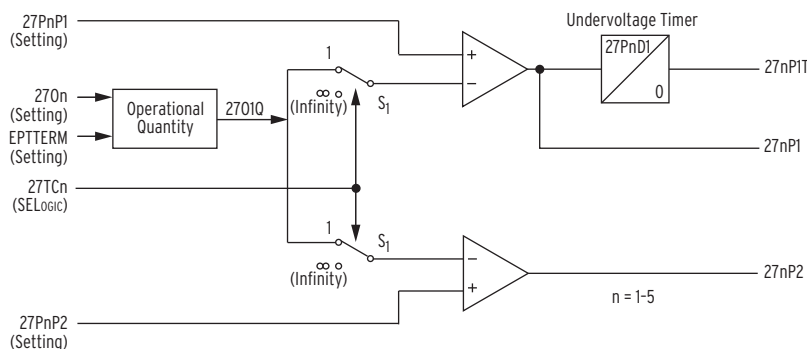 27PnP1
(Setting)
Undervoltage Timer
27PnD1
0
27nP1T
1
+
−
∞
(Infinity)
S1
27On
(Setting)
EPTTERM
(Setting)
Operational
Quantity
27O1Q
27nP1
27TCn
(SELOGIC)
1
S1
∞
(Infinity)
−
+
27nP2
n = 1-5
27PnP2
(Setting)